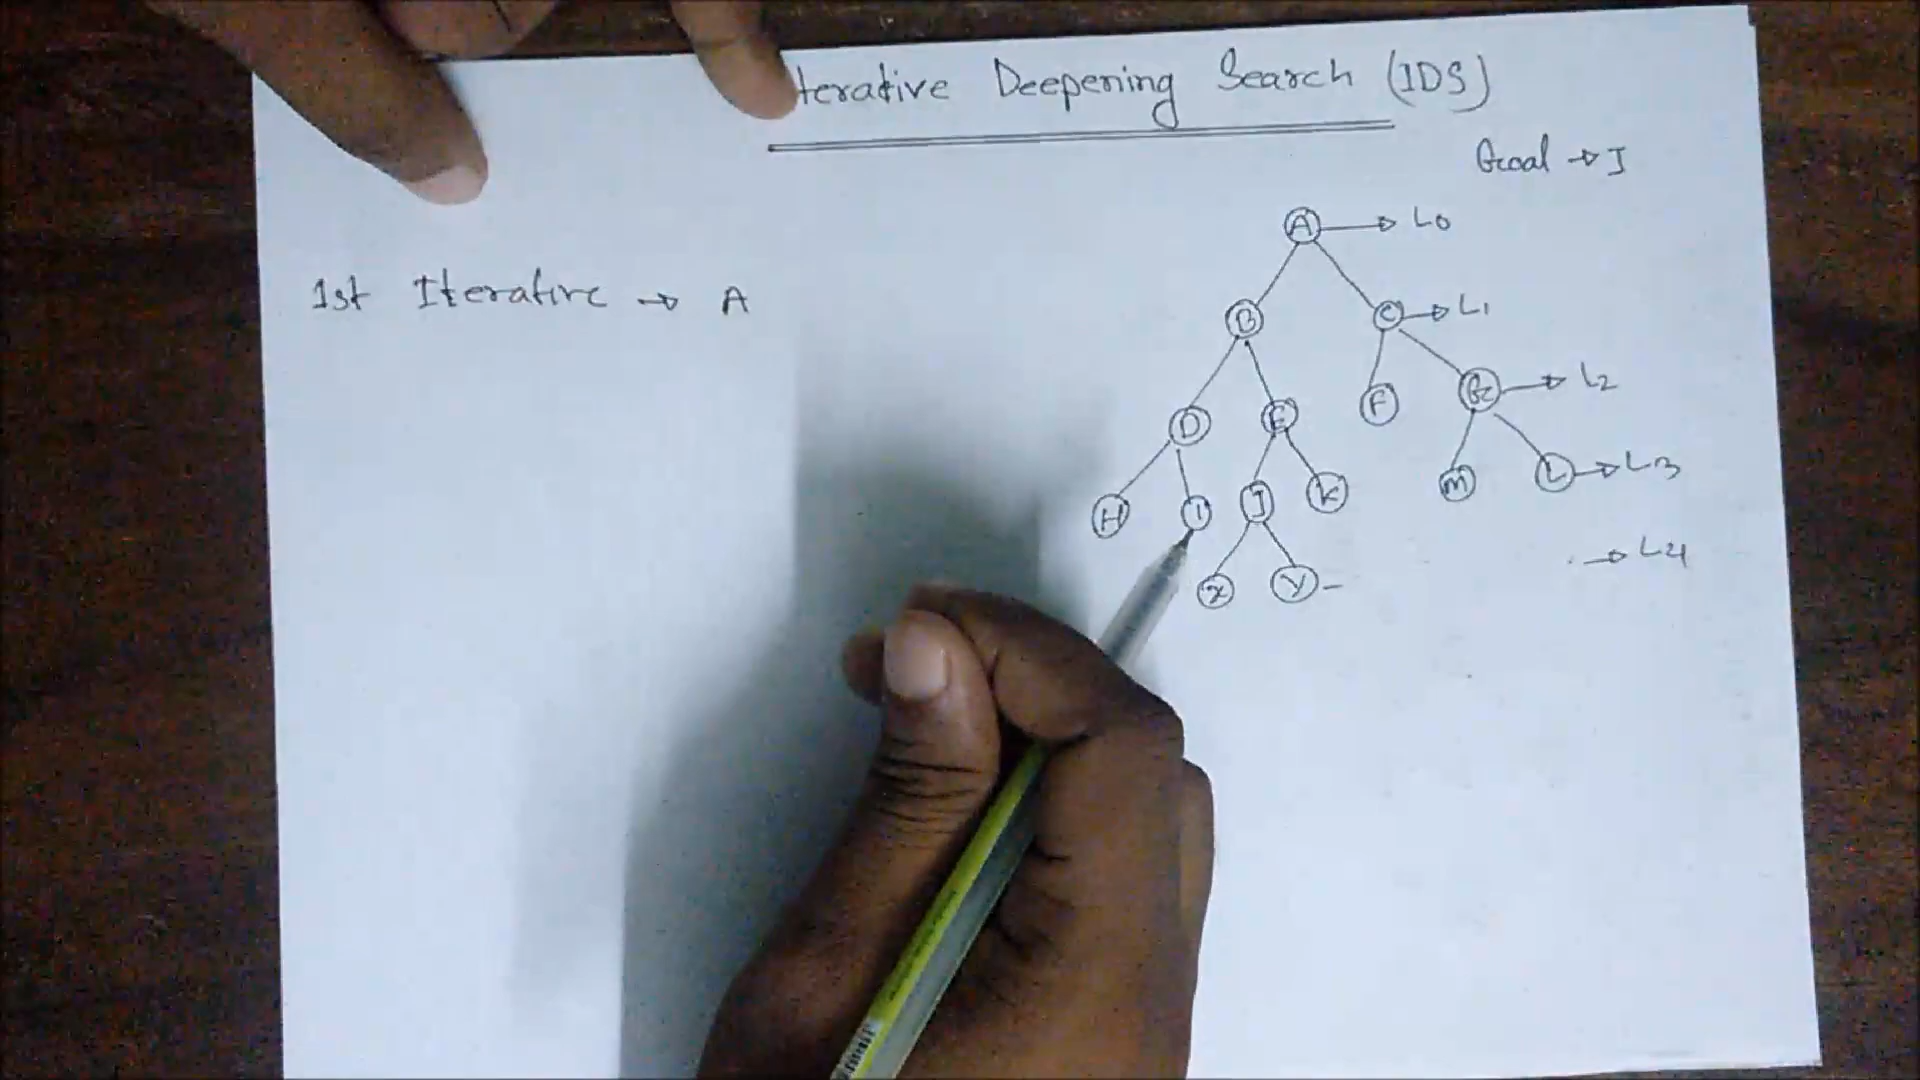 terative Deepening Search (IDS)
Goal → J
A → L0
1st Iterative → A
B C → L1
D E F G → L2
H I J K M L → L3
→ L4
X Y -